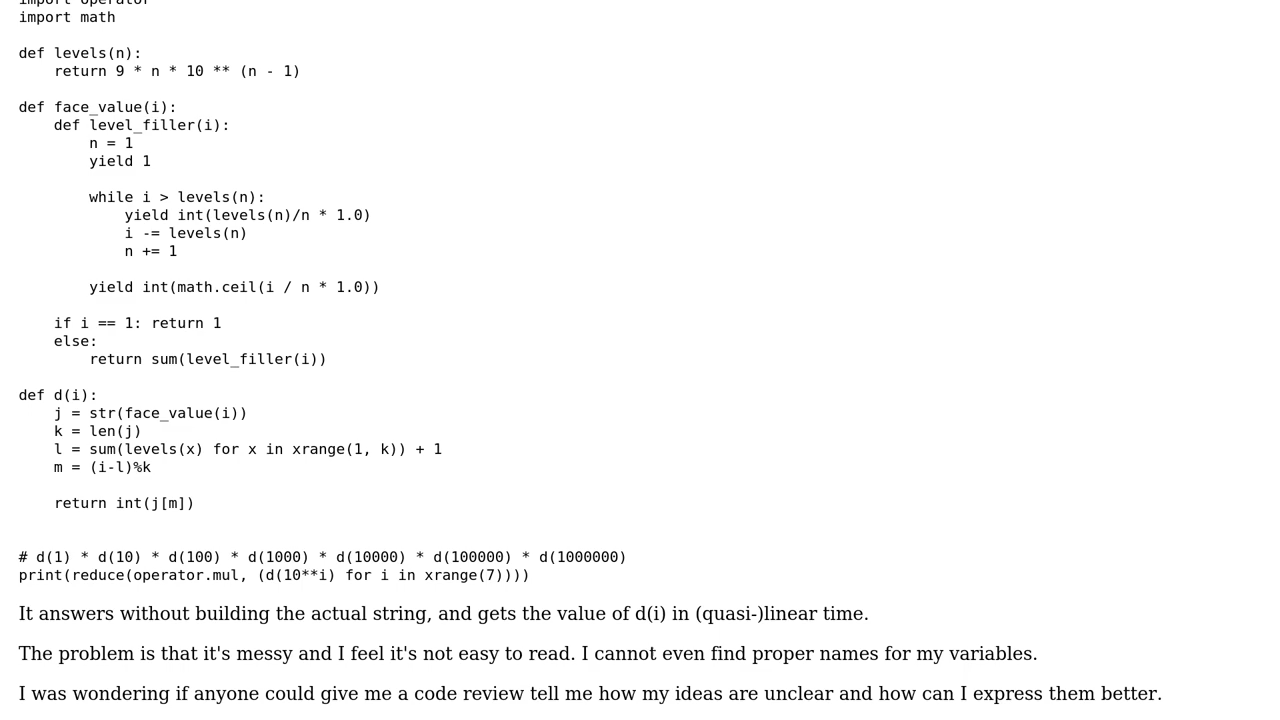 import operator
import math

def levels(n):
    return 9 * n * 10 ** (n - 1)

def face_value(i):
    def level_filler(i):
        n = 1
        yield 1

        while i > levels(n):
            yield int(levels(n)/n * 1.0)
            i -= levels(n)
            n += 1

        yield int(math.ceil(i / n * 1.0))

    if i == 1: return 1
    else:
        return sum(level_filler(i))

def d(i):
    j = str(face_value(i))
    k = len(j)
    l = sum(levels(x) for x in xrange(1, k)) + 1
    m = (i-l)%k

    return int(j[m])


# d(1) * d(10) * d(100) * d(1000) * d(10000) * d(100000) * d(1000000)
print(reduce(operator.mul, (d(10**i) for i in xrange(7))))
It answers without building the actual string, and gets the value of d(i) in (quasi-)linear time.
The problem is that it's messy and I feel it's not easy to read. I cannot even find proper names for my variables.
I was wondering if anyone could give me a code review tell me how my ideas are unclear and how can I express them better.